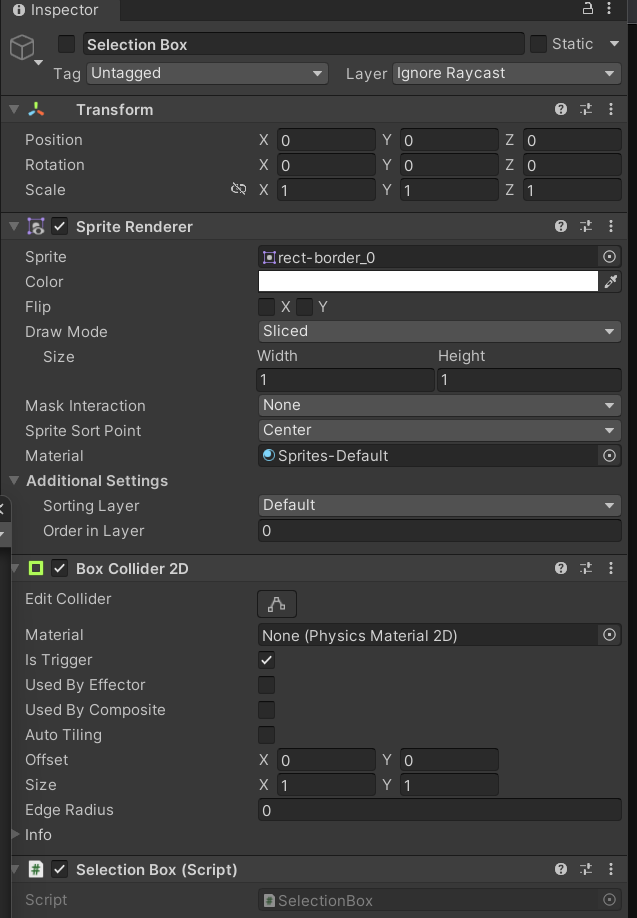 Inspector
Selection Box Static
Tag Untagged Layer Ignore Raycast
Transform
Position X 0 Y 0 Z 0
Rotation X 0 Y 0 Z 0
Scale X 1 Y 1 Z 1
Sprite Renderer
Sprite rect-border_0
Color
Flip X Y
Draw Mode Sliced
Size Width Height
1 1
Mask Interaction None
Sprite Sort Point Center
Material Sprites-Default
Additional Settings
Sorting Layer Default
Order in Layer 0
Box Collider 2D
Edit Collider
Material None (Physics Material 2D)
Is Trigger
Used By Effector
Used By Composite
Auto Tiling
Offset X 0 Y 0
Size X 1 Y 1
Edge Radius 0
Info
# Selection Box (Script)
Script # SelectionBox